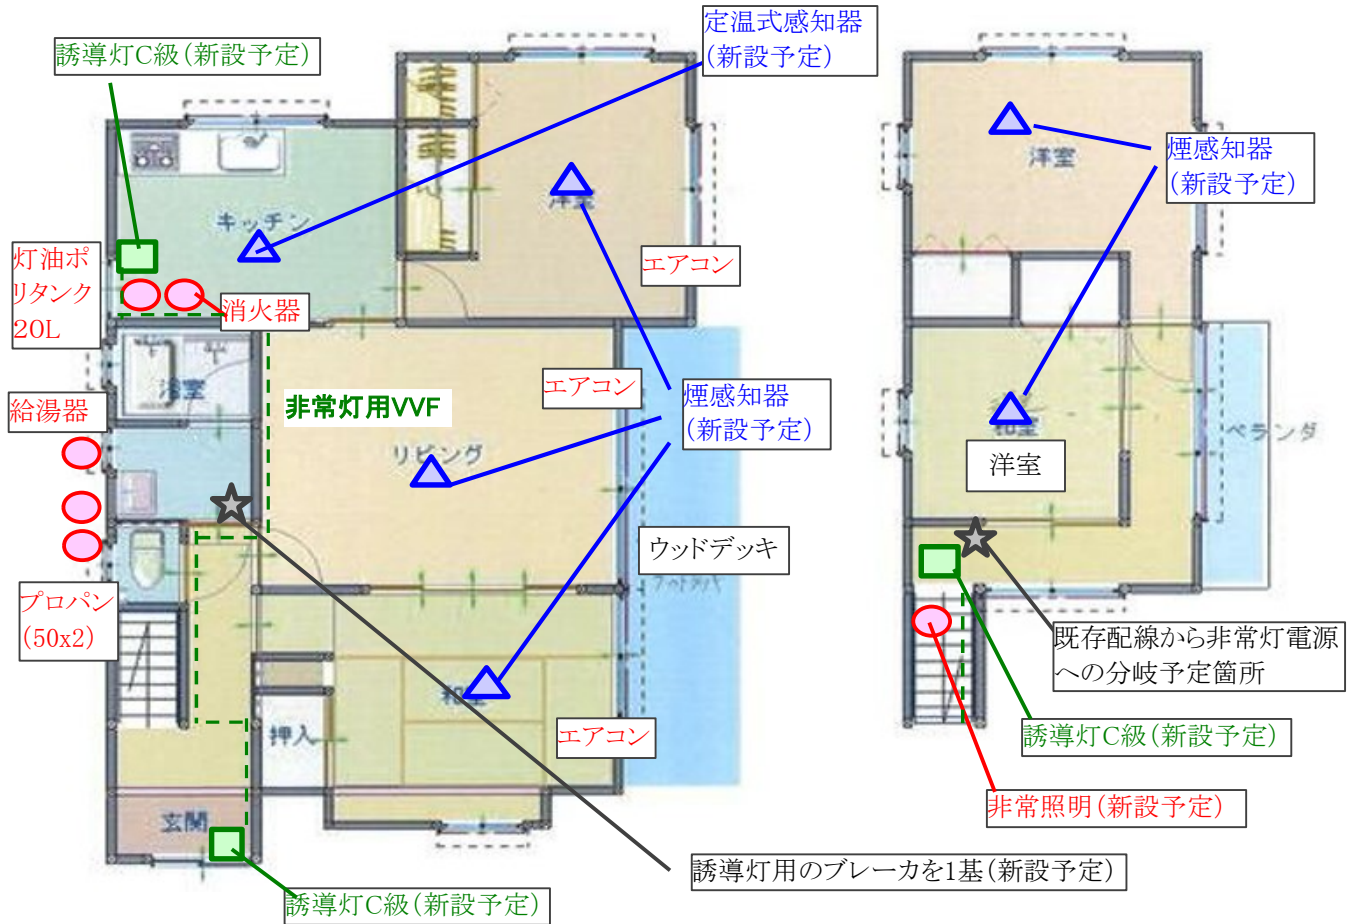 定温式感知器
(新設予定)
誘導灯C級(新設予定)
煙感知器
(新設予定)
洋室
洋室
キッチン
灯油ポ
リタンク
20L
消火器
エアコン
浴室
エアコン
煙感知器
(新設予定)
給湯器
非常灯用VVF
リビング
和室
洋室
ベランダ
ウッドデッキ
プロパン
(50x2)
既存配線から非常灯電源
への分岐予定箇所
和室
押入
エアコン
誘導灯C級(新設予定)
非常照明(新設予定)
玄関
誘導灯用のブレーカを1基(新設予定)
誘導灯C級(新設予定)